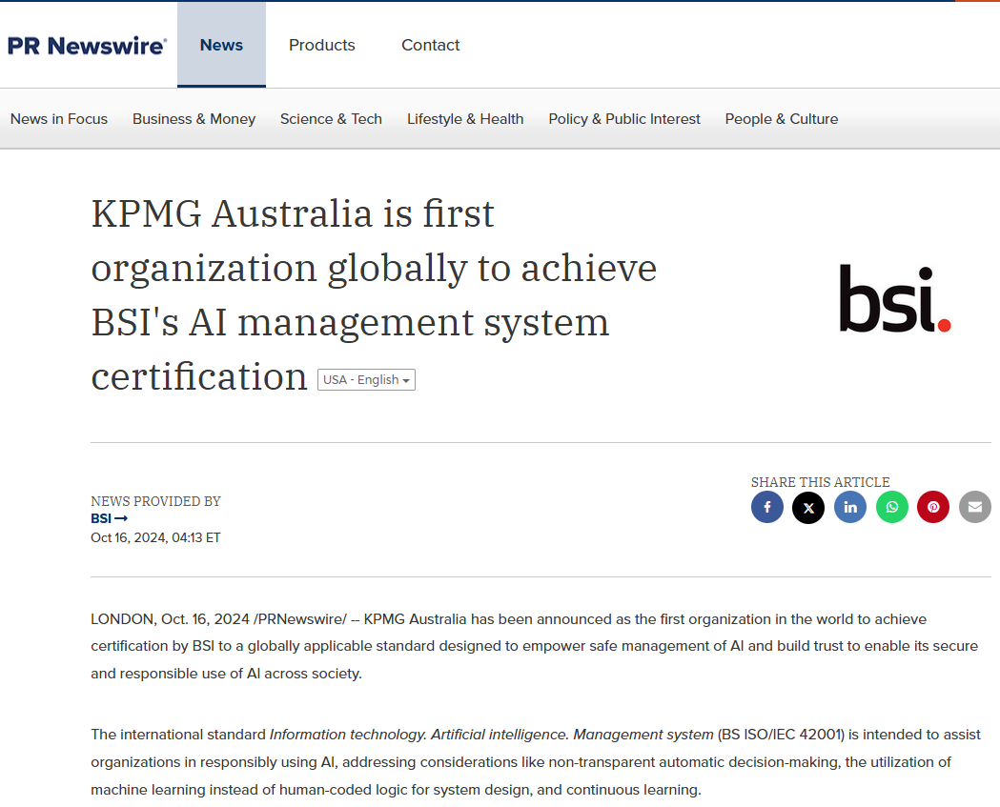 PR Newswire®
News
Products
Contact
News in Focus
Business & Money
Science & Tech
Lifestyle & Health
Policy & Public Interest
People & Culture
KPMG Australia is first
organization globally to achieve
BSI's AI management system
certification
USA - English
bsi.
NEWS PROVIDED BY
BSI
Oct 16, 2024, 04:13 ET
SHARE THIS ARTICLE
LONDON, Oct. 16, 2024 /PRNewswire/ -- KPMG Australia has been announced as the first organization in the world to achieve
certification by BSI to a globally applicable standard designed to empower safe management of AI and build trust to enable its secure
and responsible use of AI across society.
The international standard Information technology. Artificial intelligence. Management system (BS ISO/IEC 42001) is intended to assist
organizations in responsibly using AI, addressing considerations like non-transparent automatic decision-making, the utilization of
machine learning instead of human-coded logic for system design, and continuous learning.